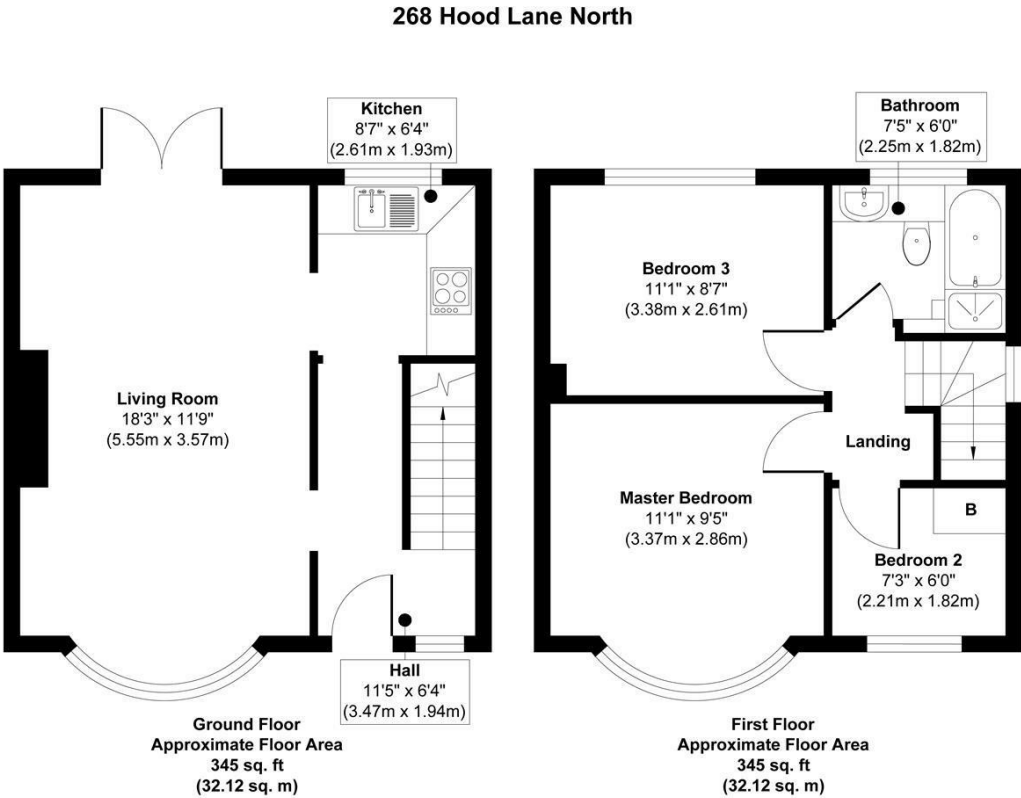 268 Hood Lane North
Kitchen
8'7" x 6'4"
(2.61m x 1.93m)
Bathroom
7'5" x 6'0"
(2.25m x 1.82m)
Bedroom 3
11'1" x 8'7"
(3.38m x 2.61m)
Living Room
18'3" x 11'9"
(5.55m x 3.57m)
Landing
Master Bedroom
11'1" x 9'5"
(3.37m x 2.86m)
B
Bedroom 2
7'3" x 6'0"
(2.21m x 1.82m)
Hall
11'5" x 6'4"
(3.47m x 1.94m)
Ground Floor
Approximate Floor Area
345 sq. ft
(32.12 sq. m)
First Floor
Approximate Floor Area
345 sq. ft
(32.12 sq. m)